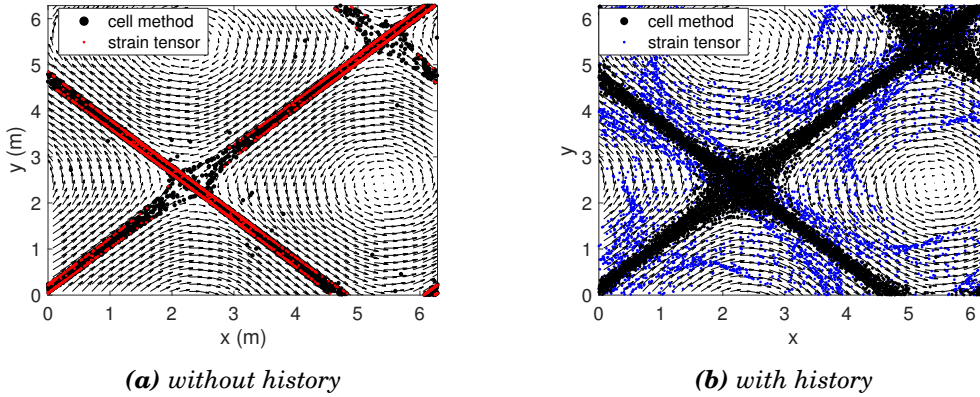 cell method
strain tensor
y (m)
6
5
4
3
2
1
0
0 1 2 3 4 5 6
x (m)
(a) without history
cell method
strain tensor
y
6
5
4
3
2
1
0
0 1 2 3 4 5 6
x
(b) with history